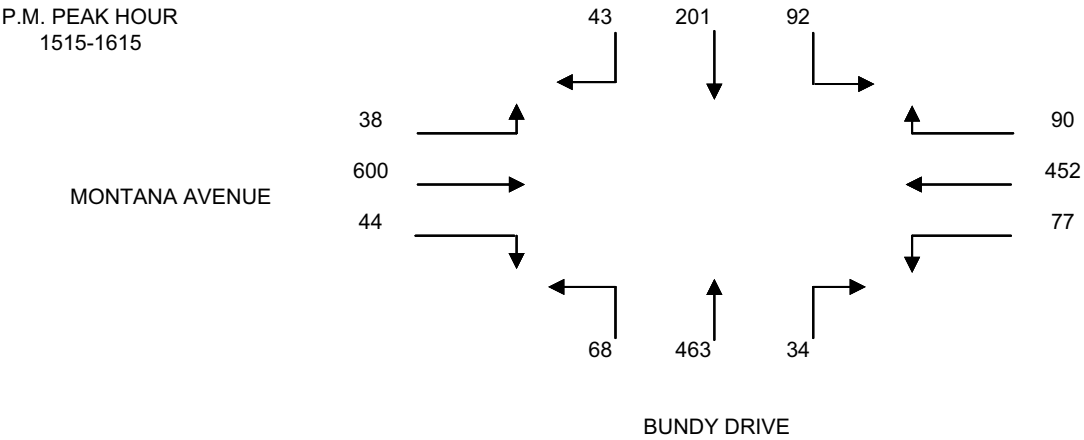 P.M. PEAK HOUR
1515-1615
43 201 92
38 90
600 452
MONTANA AVENUE
44 77
68 463 34
BUNDY DRIVE